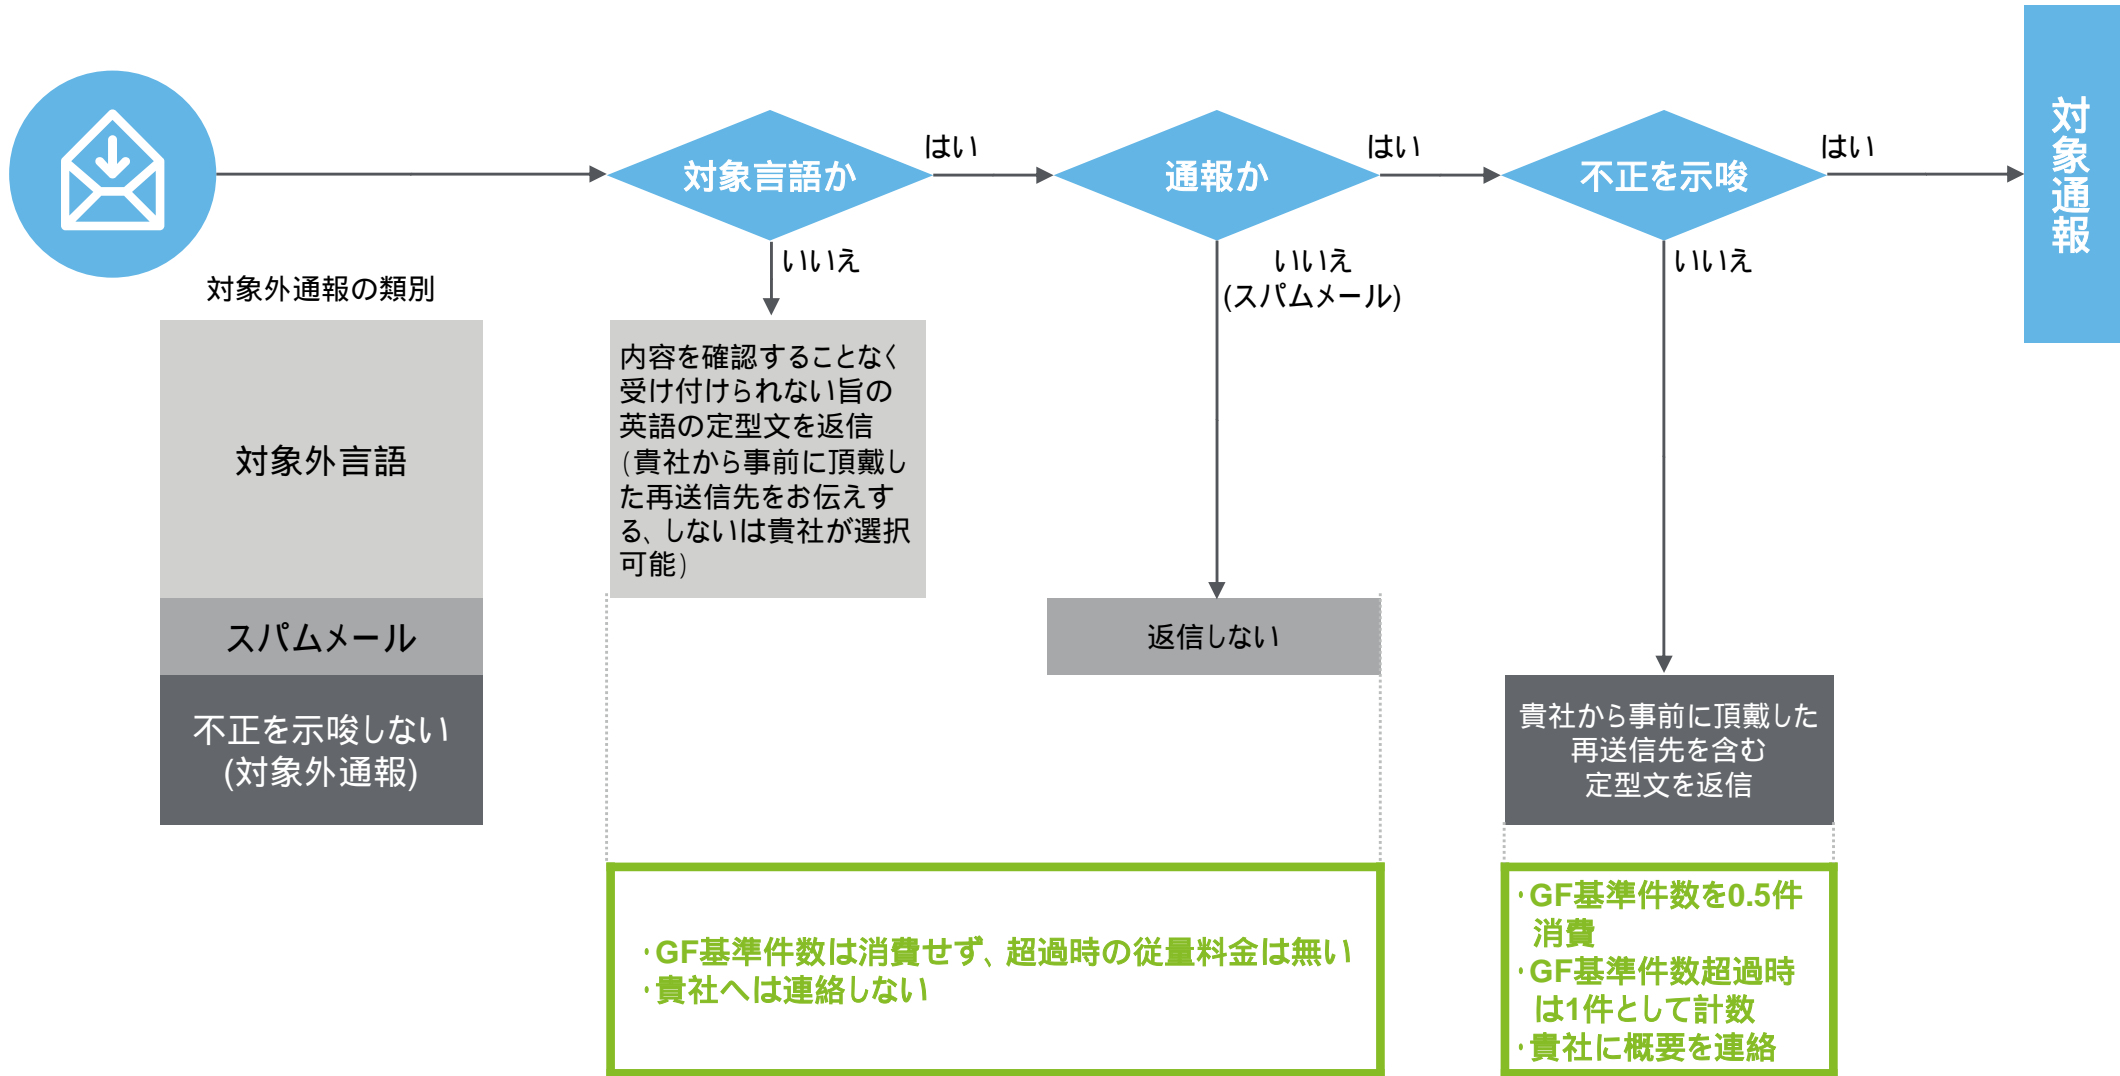 対象言語か
はい
通報か
はい
不正を示唆
はい
対象通報
いいえ
いいえ
(スパムメール)
いいえ
対象外通報の類別
対象外言語
スパムメール
不正を示唆しない
(対象外通報)
内容を確認することなく
受け付けられない旨の
英語の定型文を返信
(貴社から事前に頂戴し
た再送信先をお伝えす
る、しないは貴社が選択
可能)
返信しない
貴社から事前に頂戴した
再送信先を含む
定型文を返信
・GF基準件数は消費せず、超過時の従量料金は無い
・貴社へは連絡しない
・GF基準件数を0.5件
消費
・GF基準件数超過時
は1件として計数
・貴社に概要を連絡